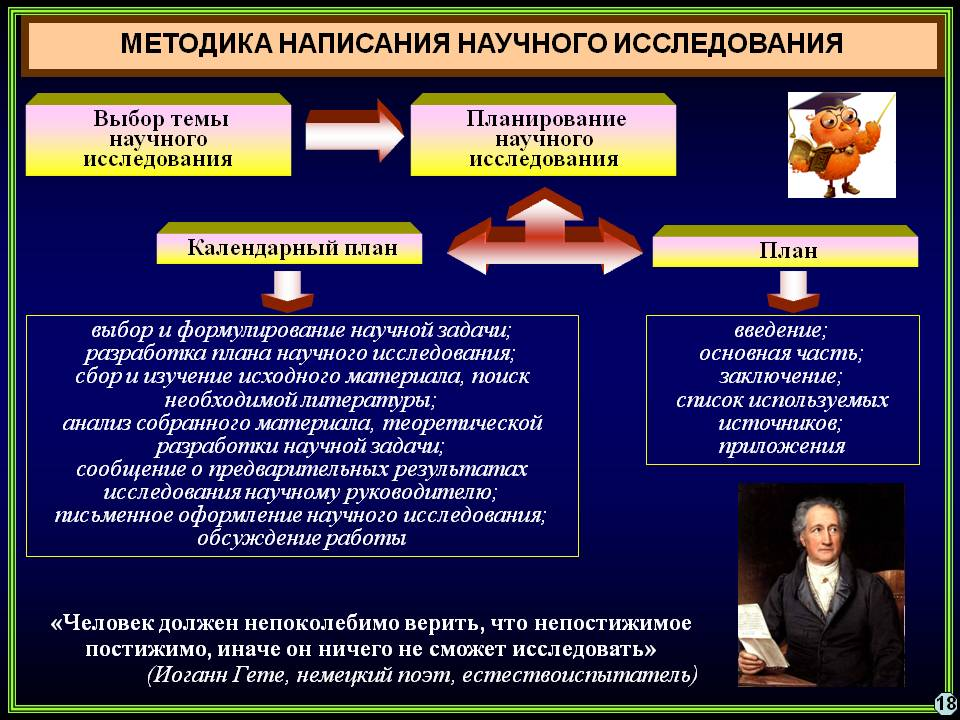 МЕТОДИКА НАПИСАНИЯ НАУЧНОГО ИССЛЕДОВАНИЯ
Выбор темы
научного
исследования
Планирование
научного
исследования
Календарный план
План
выбор и формулирование научной задачи;
разработка плана научного исследования;
сбор и изучение исходного материала, поиск
необходимой литературы;
анализ собранного материала, теоретической
разработки научной задачи;
сообщение о предварительных результатах
исследования научному руководителю;
письменное оформление научного исследования;
обсуждение работы
введение;
основная часть;
заключение;
список используемых
источников;
приложения
«Человек должен непоколебимо верить, что непостижимое
постижимо, иначе он ничего не сможет исследовать»
(Иоганн Гете, немецкий поэт, естествоиспытатель)
18